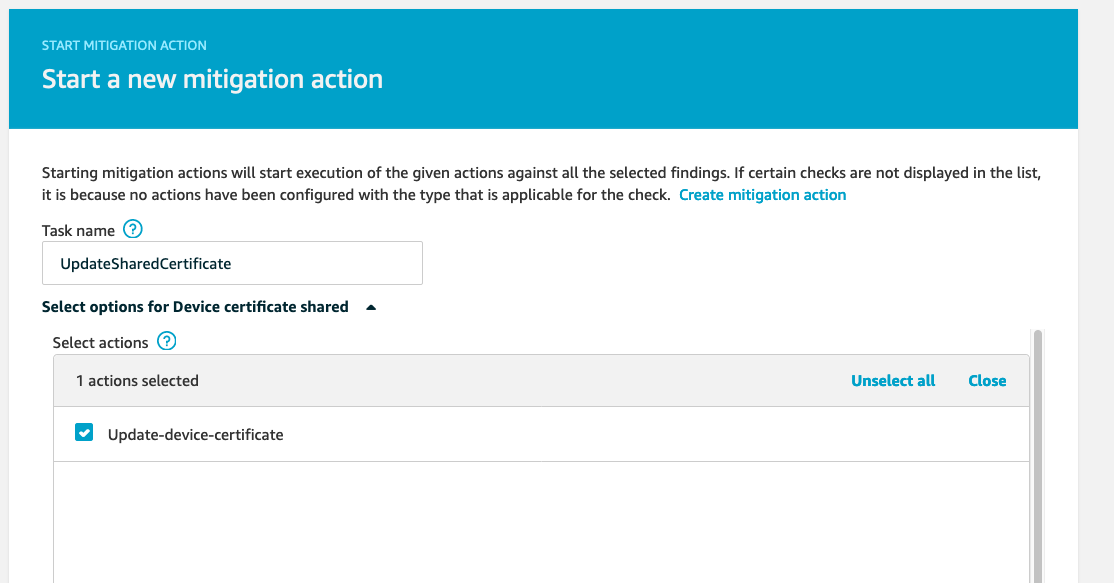 START MITIGATION ACTION
Start a new mitigation action
Starting mitigation actions will start execution of the given actions against all the selected findings. If certain checks are not displayed in the list,
it is because no actions have been configured with the type that is applicable for the check. Create mitigation action
Task name ?
UpdateSharedCertificate
Select options for Device certificate shared
Select actions ?
1 actions selected Unselect all Close
Update-device-certificate